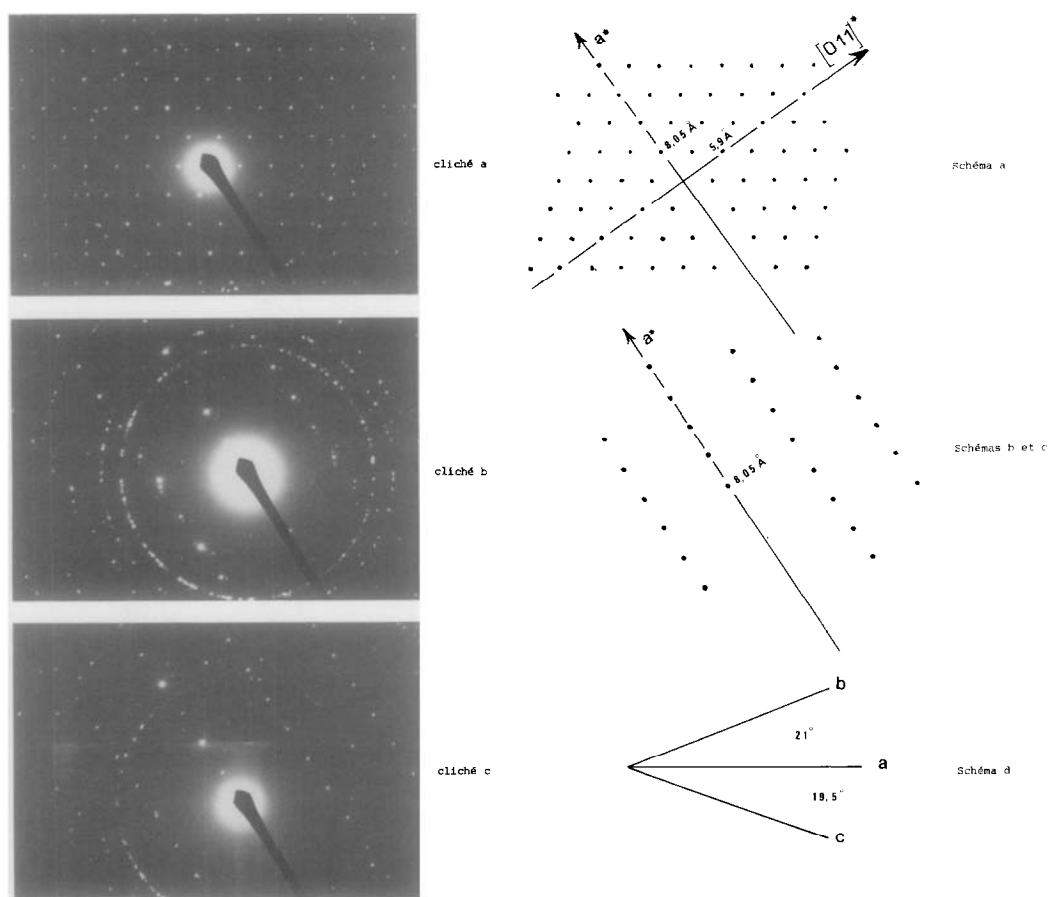 cliché a
a*
[011]*
8,05 Å
5,9 Å
Schéma a
cliché b
a*
8,05 Å
Schémas b et c
cliché c
b
21°
a
19,5°
c
Schéma d